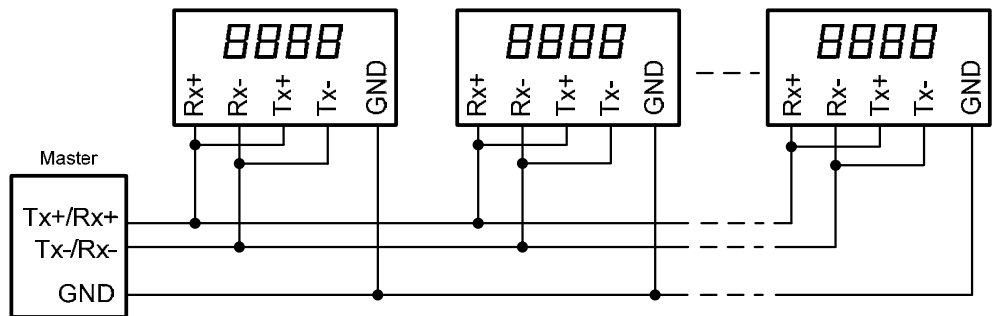 8888 8888 8888
Rx+ Rx- Tx+ Tx- GND Rx+ Rx- Tx+ Tx- GND Rx+ Rx- Tx+ Tx- GND
Master
Tx+/Rx+
Tx-/Rx-
GND